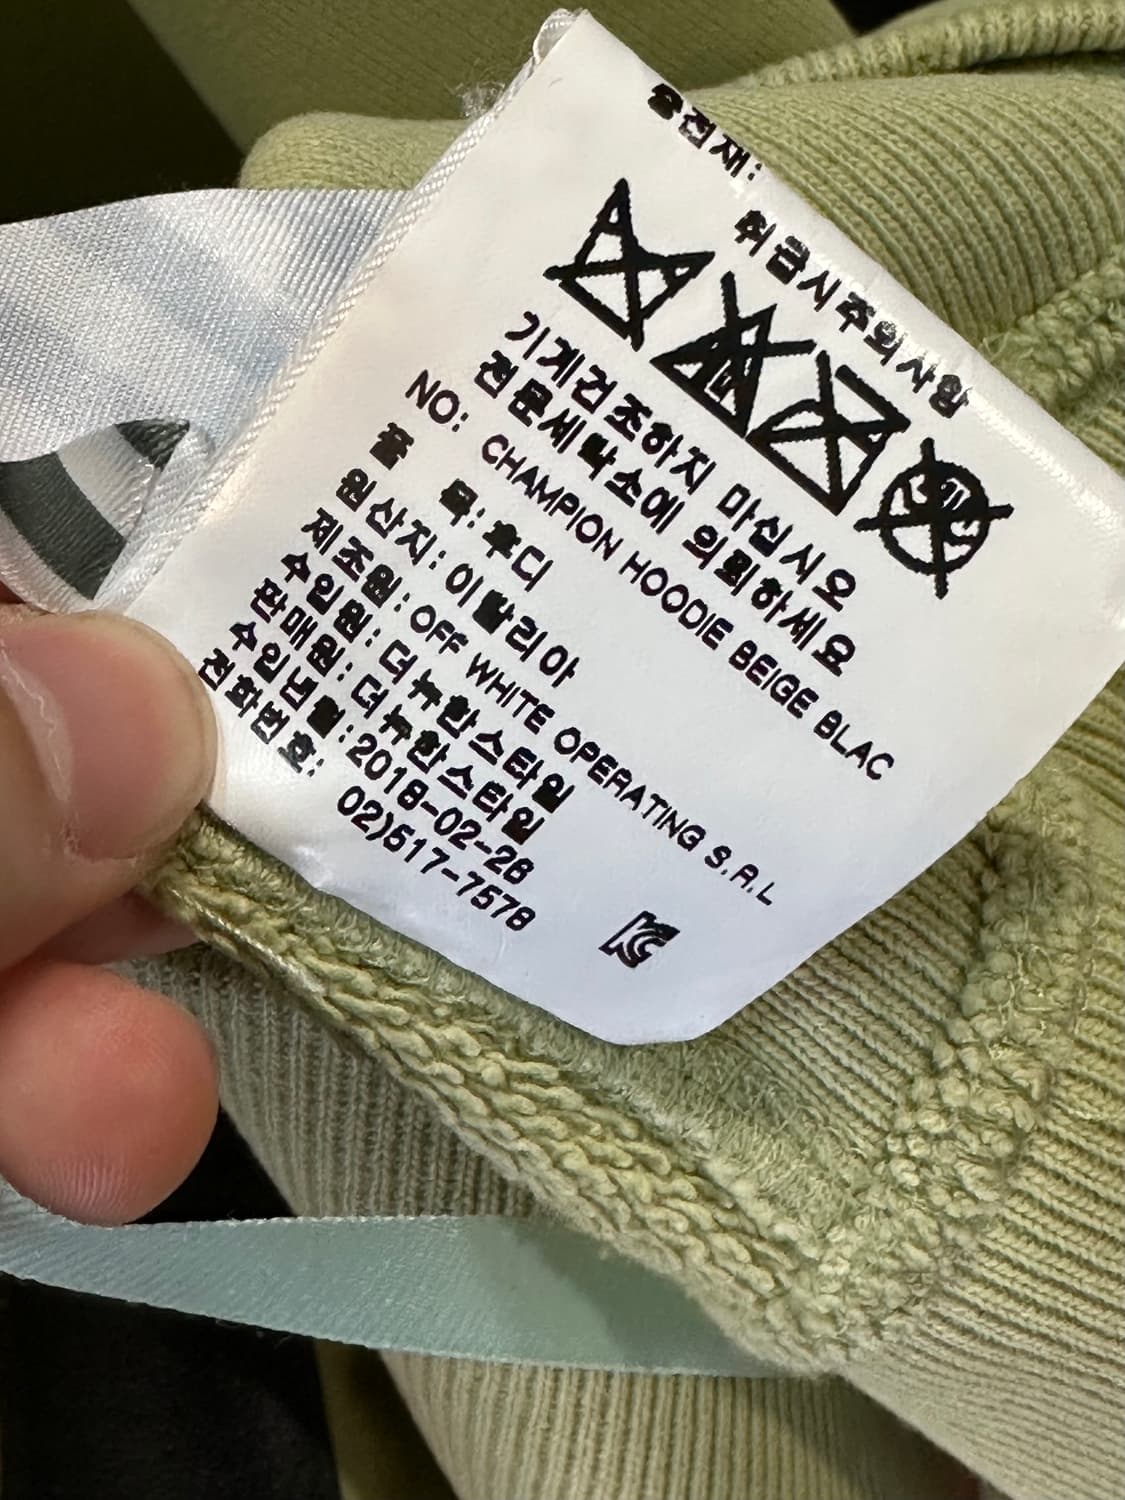 충전재:
취급시주의사항
기계건조하지 마십시오
전문세탁소에 의뢰하세요
NO: CHAMPION HOODIE BEIGE BLAC
품 목: 후디
원산지: 이탈리아
제조원: OFF WHITE OPERATING S.R.L
수입원: 더뉴한스타일
판매원: 더뉴한스타일
수입년월:2018-02-28
전화번호: 02)517-7578